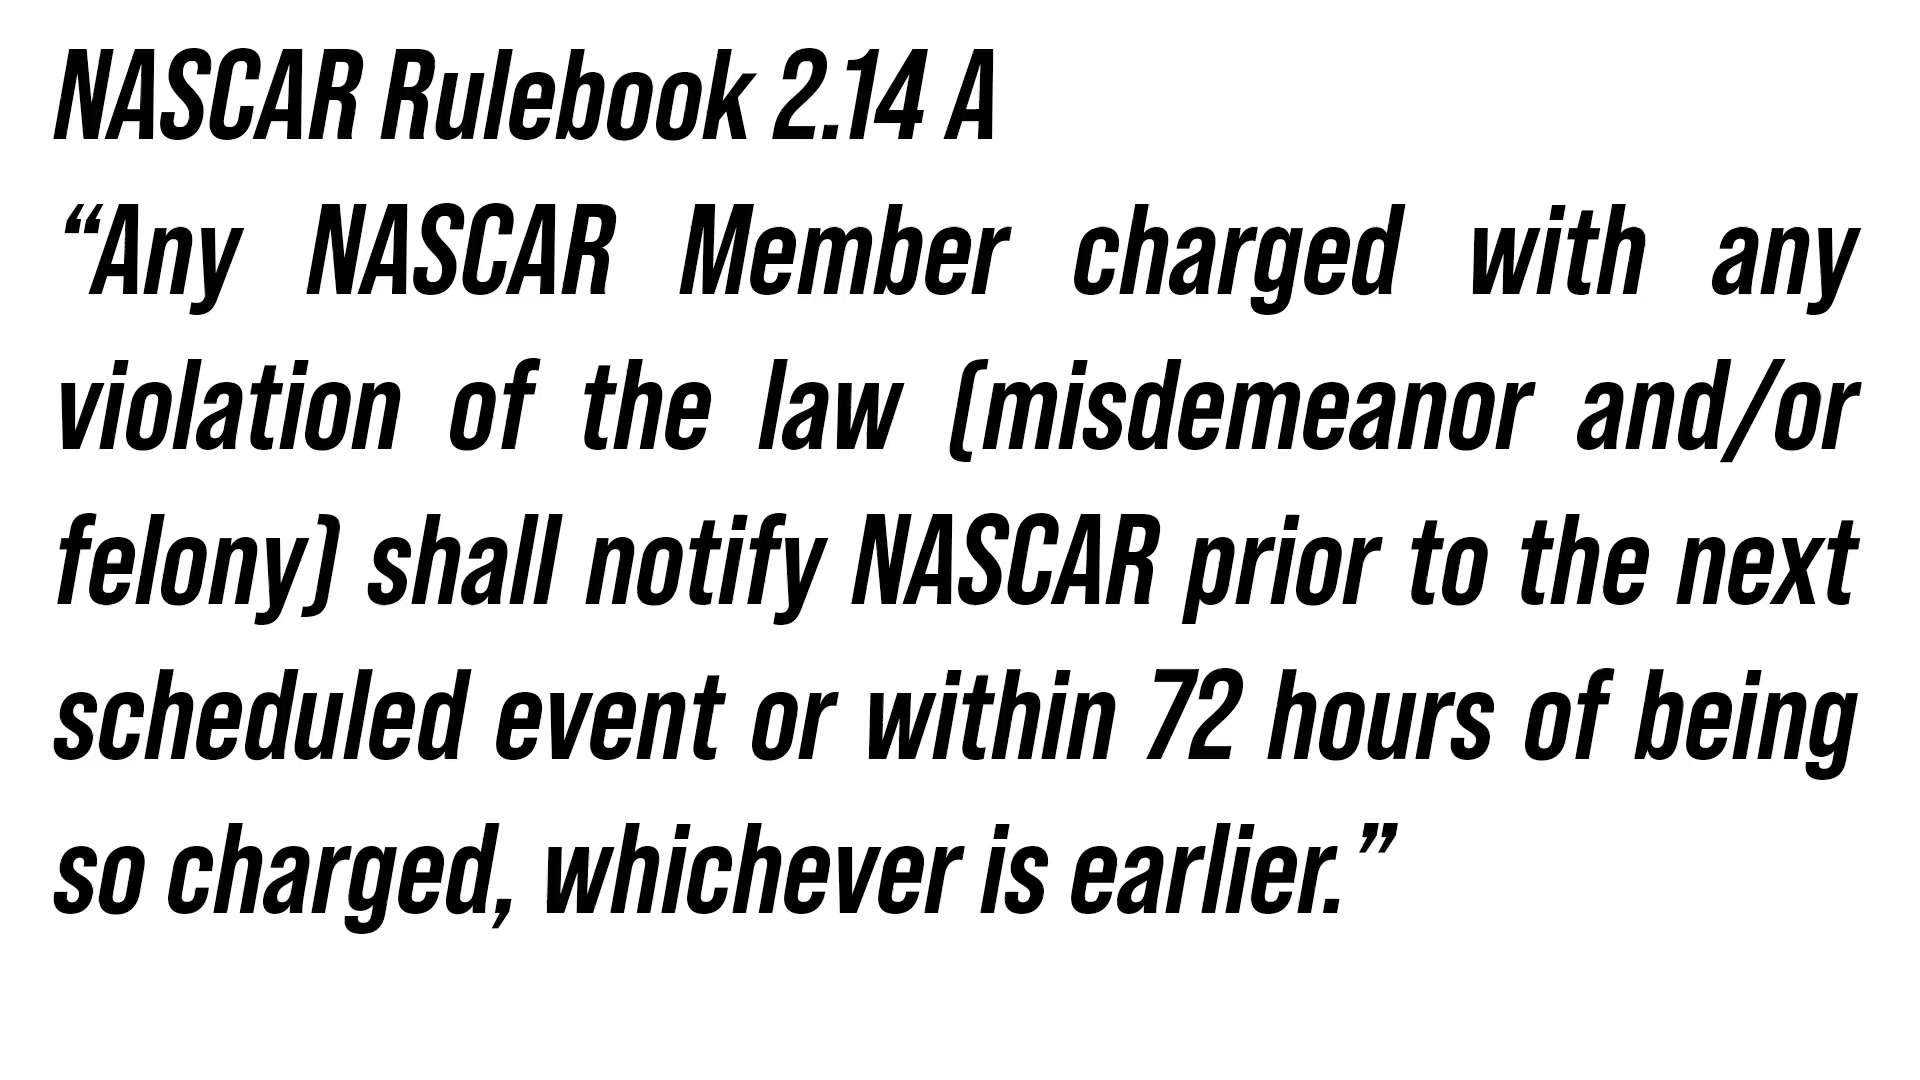 NASCAR Rulebook 2.14 A
“Any NASCAR Member charged with any
violation of the law (misdemeanor and/or
felony) shall notify NASCAR prior to the next
scheduled event or within 72 hours of being
so charged, whichever is earlier.”